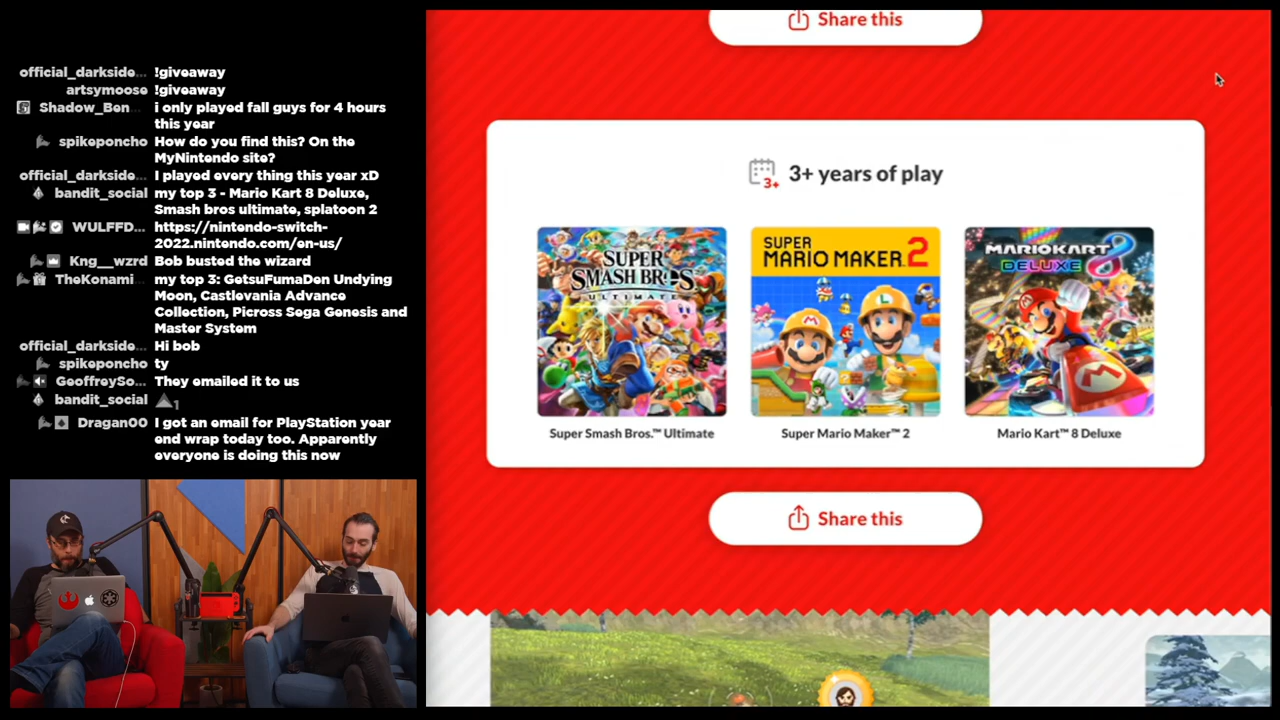 official_darkside... !giveaway
artsymoose !giveaway
Shadow_Ben... i only played fall guys for 4 hours
this year
spikeponcho How do you find this? On the
MyNintendo site?
official_darkside... I played every thing this year xD
bandit_social my top 3 - Mario Kart 8 Deluxe,
Smash bros ultimate, splatoon 2
WULFFD... https://nintendo-switch-
2022.nintendo.com/en-us/
Kng__wzrd Bob busted the wizard
TheKonami... my top 3: GetsuFumaDen Undying
Moon, Castlevania Advance
Collection, Picross Sega Genesis and
Master System
official_darkside... Hi bob
spikeponcho ty
GeoffreySo... They emailed it to us
bandit_social 1
Dragan00 I got an email for PlayStation year
end wrap today too. Apparently
everyone is doing this now
Share this
3+
3+ years of play
SUPER
SMASH BROS.
ULTIMATE
SUPER
MARIO MAKER 2
MARIOKART 8
DELUXE
Super Smash Bros.™ Ultimate
Super Mario Maker™ 2
Mario Kart™ 8 Deluxe
Share this